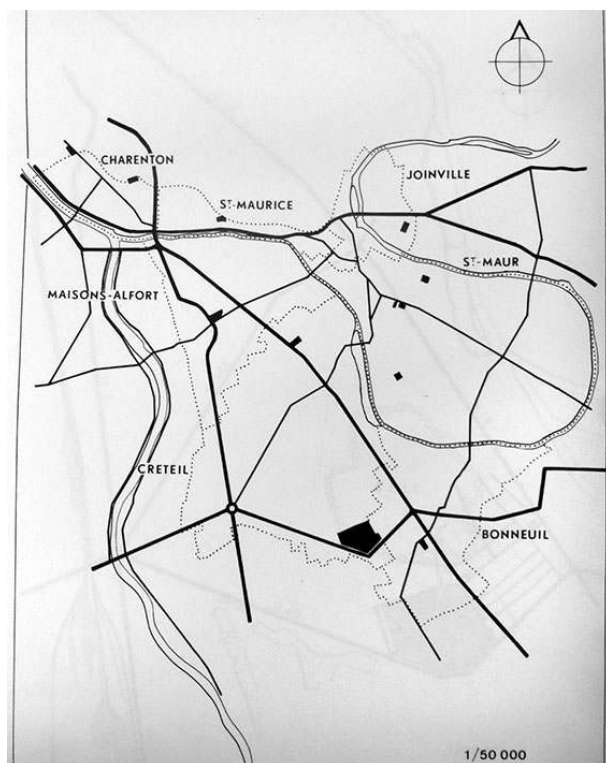 CHARENTON
JOINVILLE
ST-MAURICE
ST-MAUR
MAISONS-ALFORT
CRETEIL
BONNEUIL
1/50 000